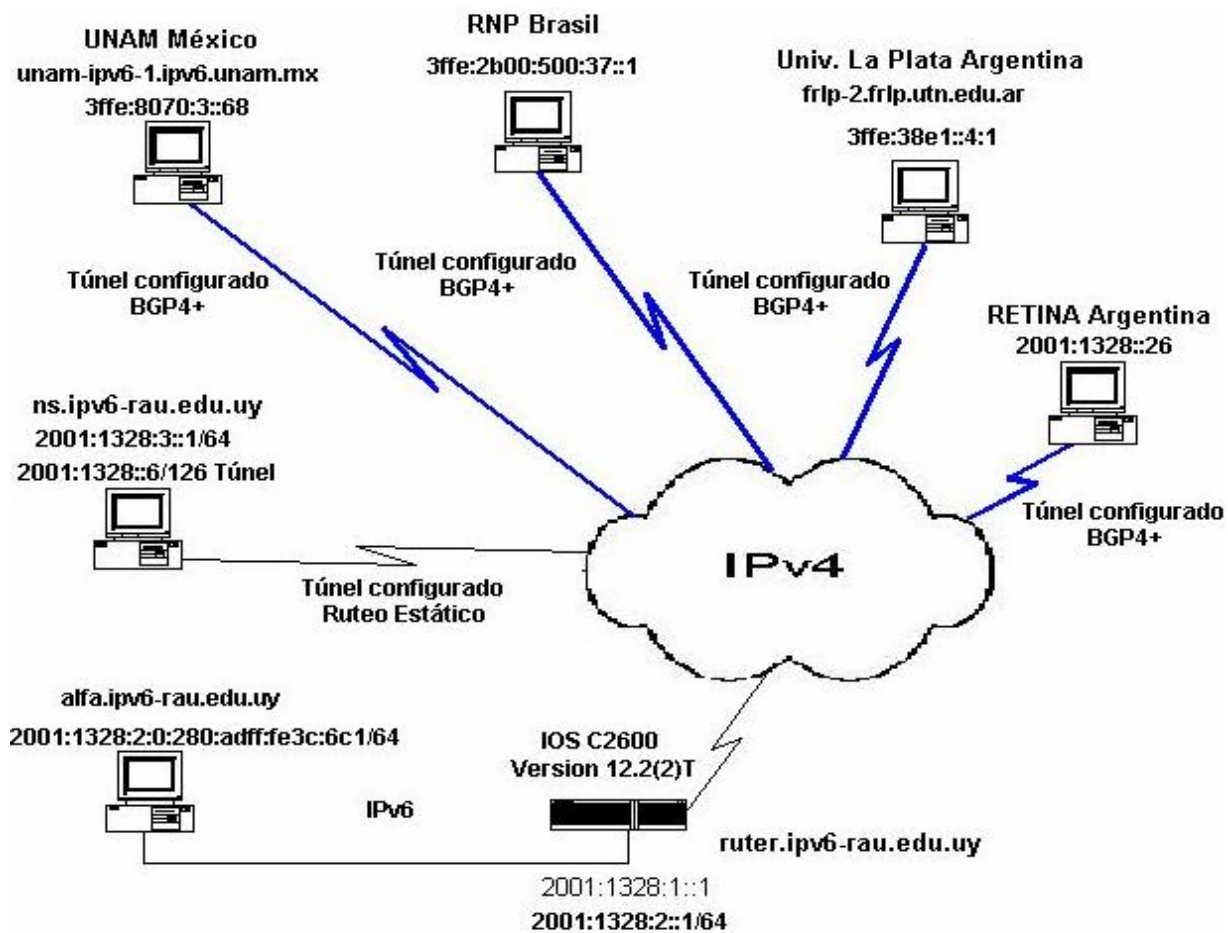 UNAM México
unam-ipv6-1.ipv6.unam.mx
3ffe:8070:3::68
RNP Brasil
3ffe:2b00:500:37::1
Univ. La Plata Argentina
frlp-2.frlp.utn.edu.ar
3ffe:38e1::4:1
Túnel configurado
BGP4+
Túnel configurado
BGP4+
Túnel configurado
BGP4+
RETINA Argentina
2001:1328::26
Túnel configurado
BGP4+
ns.ipv6-rau.edu.uy
2001:1328:3::1/64
2001:1328::6/126 Túnel
Túnel configurado
Ruteo Estático
IPv4
alfa.ipv6-rau.edu.uy
2001:1328:2:0:280:adff:fe3c:6c1/64
IPv6
IOS C2600
Version 12.2(2)T
ruter.ipv6-rau.edu.uy
2001:1328:1::1
2001:1328:2::1/64